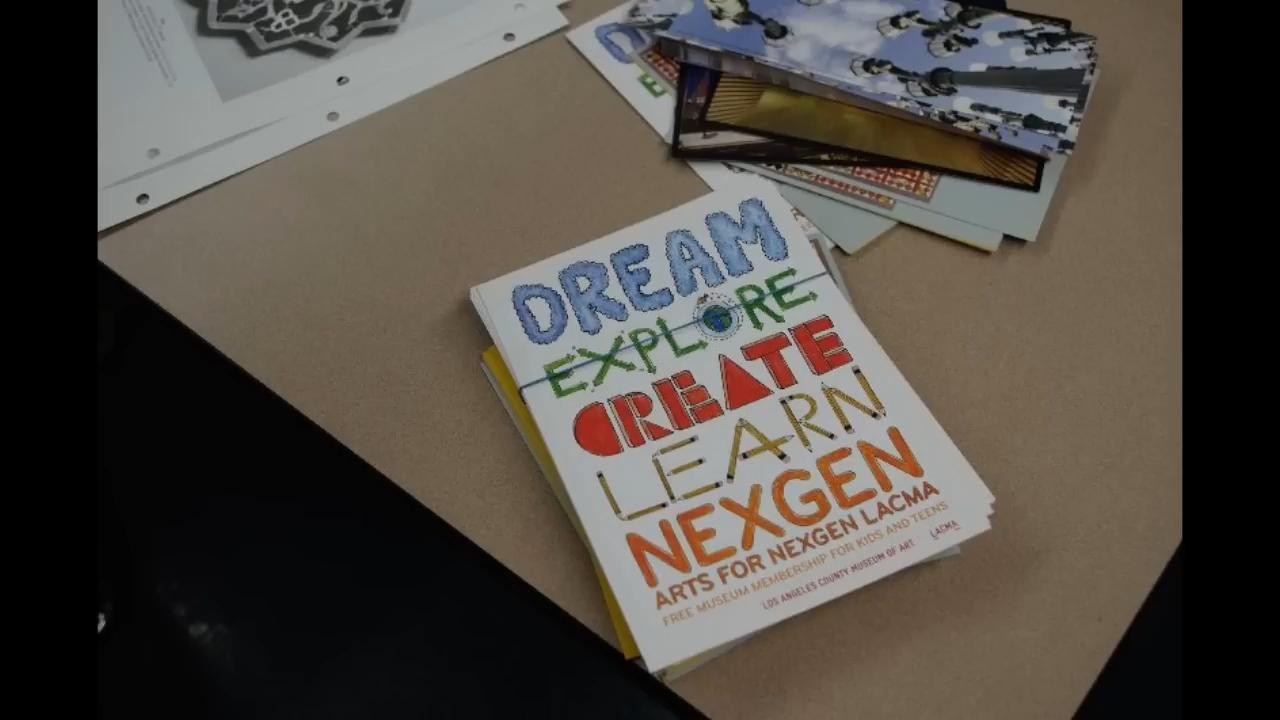 DREAM
EXPLORE
CREATE
LEARN
NEXGEN
ARTS FOR NEXGEN LACMA
FREE MUSEUM MEMBERSHIP FOR KIDS AND TEENS
LOS ANGELES COUNTY MUSEUM OF ART LACMA